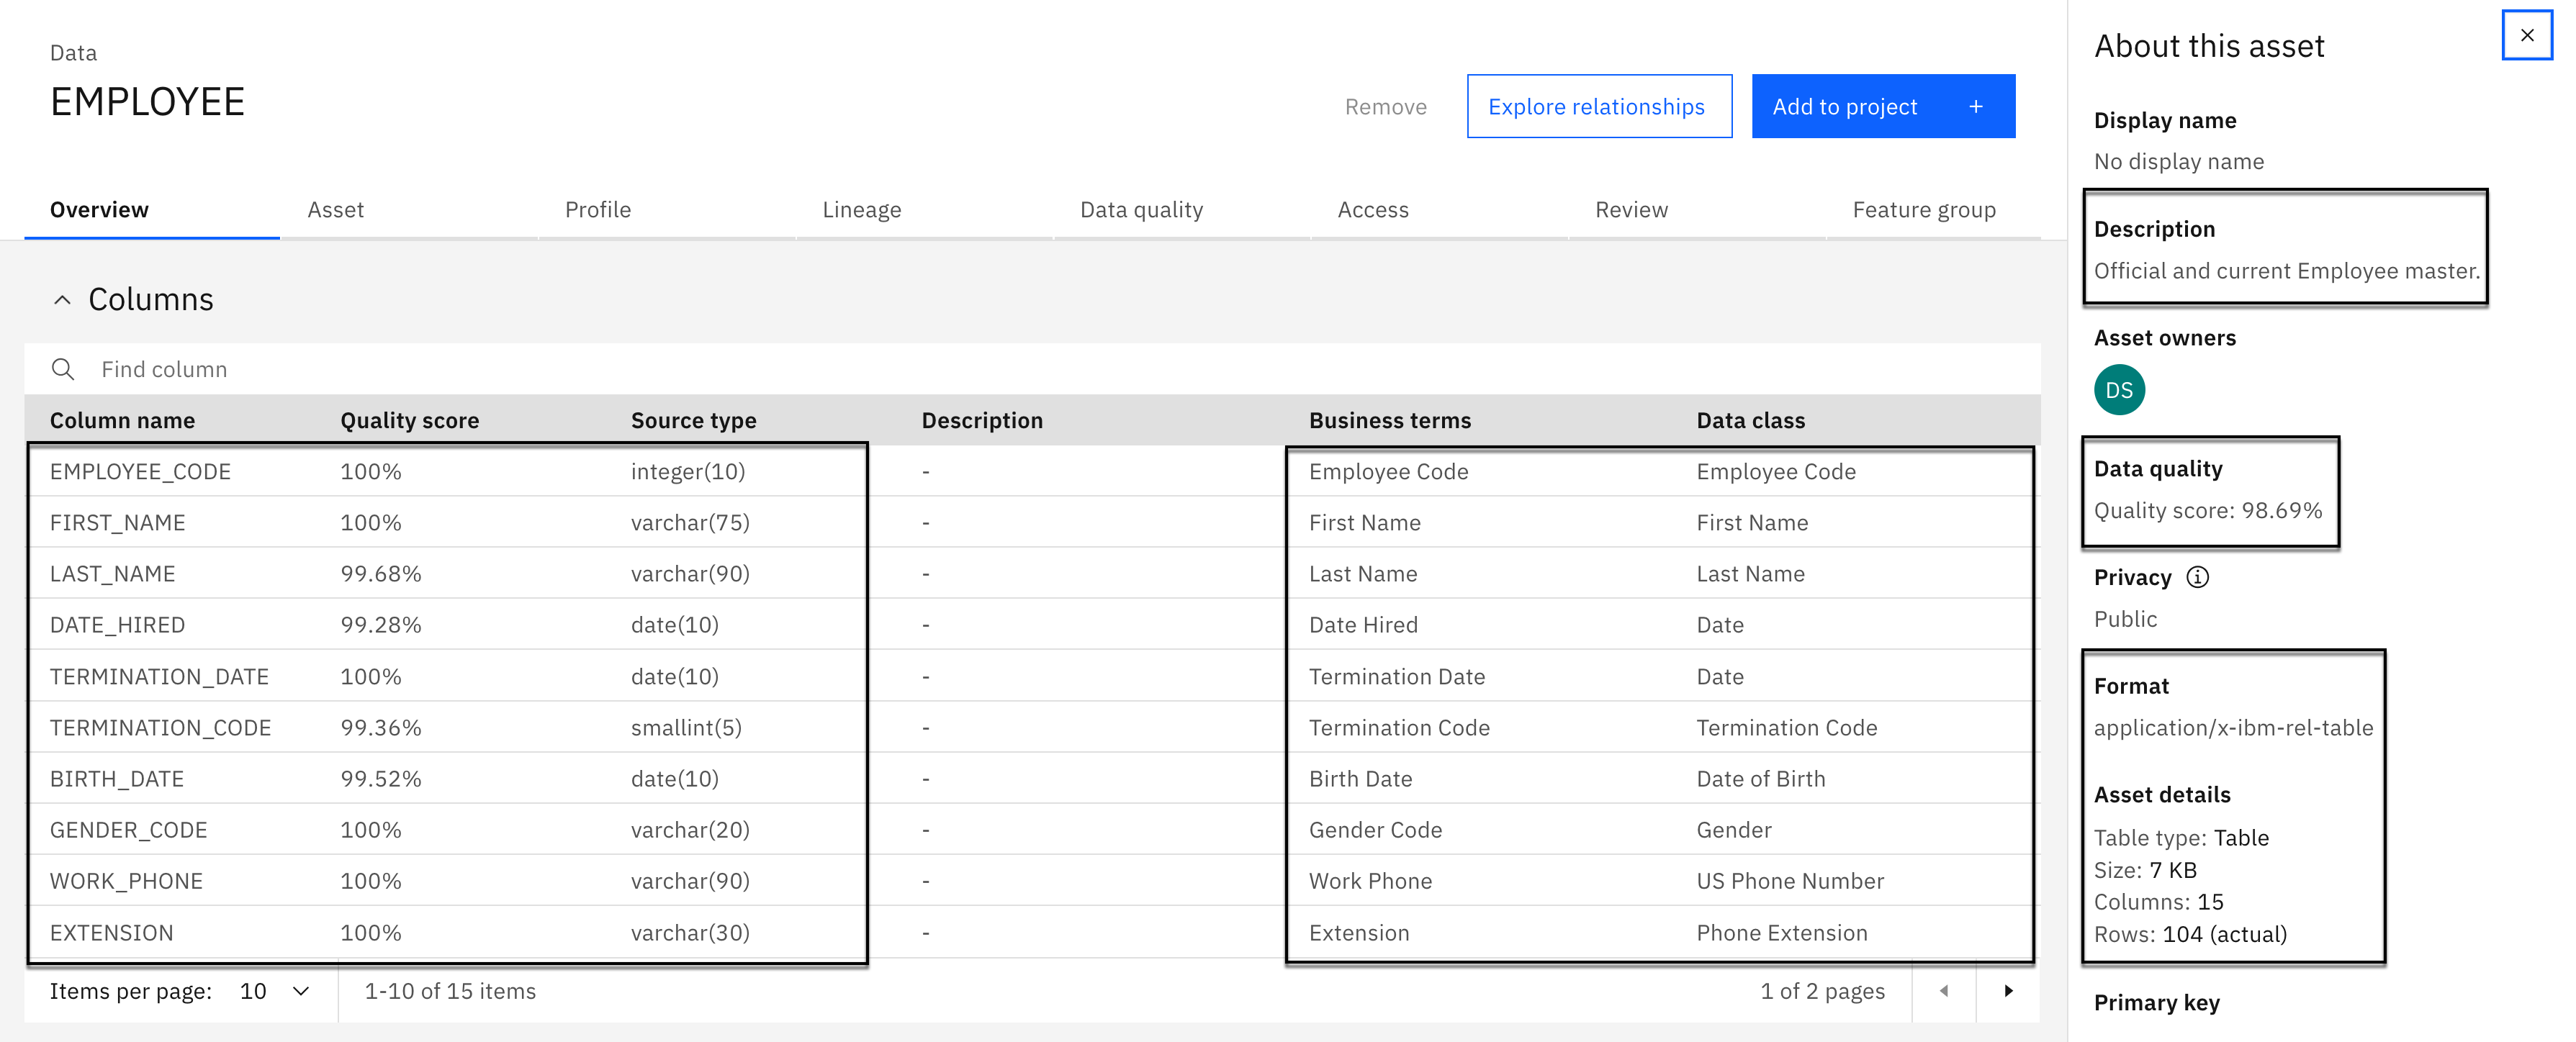 Data
EMPLOYEE
Remove
Explore relationships
Add to project +
Overview Asset Profile Lineage Data quality Access Review Feature group
Columns
Find column
Column name Quality score Source type Description Business terms Data class
EMPLOYEE_CODE 100% integer(10) - Employee Code Employee Code
FIRST_NAME 100% varchar(75) - First Name First Name
LAST_NAME 99.68% varchar(90) - Last Name Last Name
DATE_HIRED 99.28% date(10) - Date Hired Date
TERMINATION_DATE 100% date(10) - Termination Date Date
TERMINATION_CODE 99.36% smallint(5) - Termination Code Termination Code
BIRTH_DATE 99.52% date(10) - Birth Date Date of Birth
GENDER_CODE 100% varchar(20) - Gender Code Gender
WORK_PHONE 100% varchar(90) - Work Phone US Phone Number
EXTENSION 100% varchar(30) - Extension Phone Extension
Items per page: 10 1-10 of 15 items 1 of 2 pages
About this asset
Display name
No display name
Description
Official and current Employee master.
Asset owners
DS
Data quality
Quality score: 98.69%
Privacy
Public
Format
application/x-ibm-rel-table
Asset details
Table type: Table
Size: 7 KB
Columns: 15
Rows: 104 (actual)
Primary key